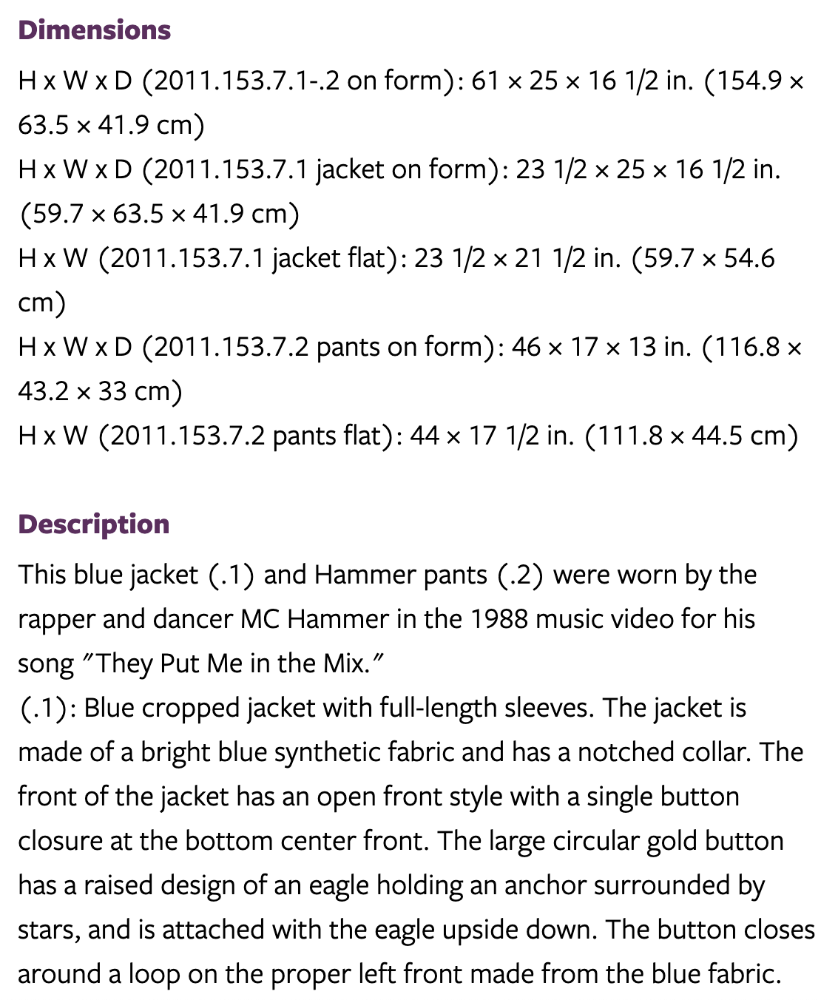 Dimensions
H x W x D (2011.153.7.1-.2 on form): 61 × 25 × 16 1/2 in. (154.9 ×
63.5 × 41.9 cm)
H x W x D (2011.153.7.1 jacket on form): 23 1/2 × 25 × 16 1/2 in.
(59.7 × 63.5 × 41.9 cm)
H x W (2011.153.7.1 jacket flat): 23 1/2 × 21 1/2 in. (59.7 × 54.6
cm)
H x W x D (2011.153.7.2 pants on form): 46 × 17 × 13 in. (116.8 ×
43.2 × 33 cm)
H x W (2011.153.7.2 pants flat): 44 × 17 1/2 in. (111.8 × 44.5 cm)
Description
This blue jacket (.1) and Hammer pants (.2) were worn by the
rapper and dancer MC Hammer in the 1988 music video for his
song "They Put Me in the Mix."
(.1): Blue cropped jacket with full-length sleeves. The jacket is
made of a bright blue synthetic fabric and has a notched collar. The
front of the jacket has an open front style with a single button
closure at the bottom center front. The large circular gold button
has a raised design of an eagle holding an anchor surrounded by
stars, and is attached with the eagle upside down. The button closes
around a loop on the proper left front made from the blue fabric.